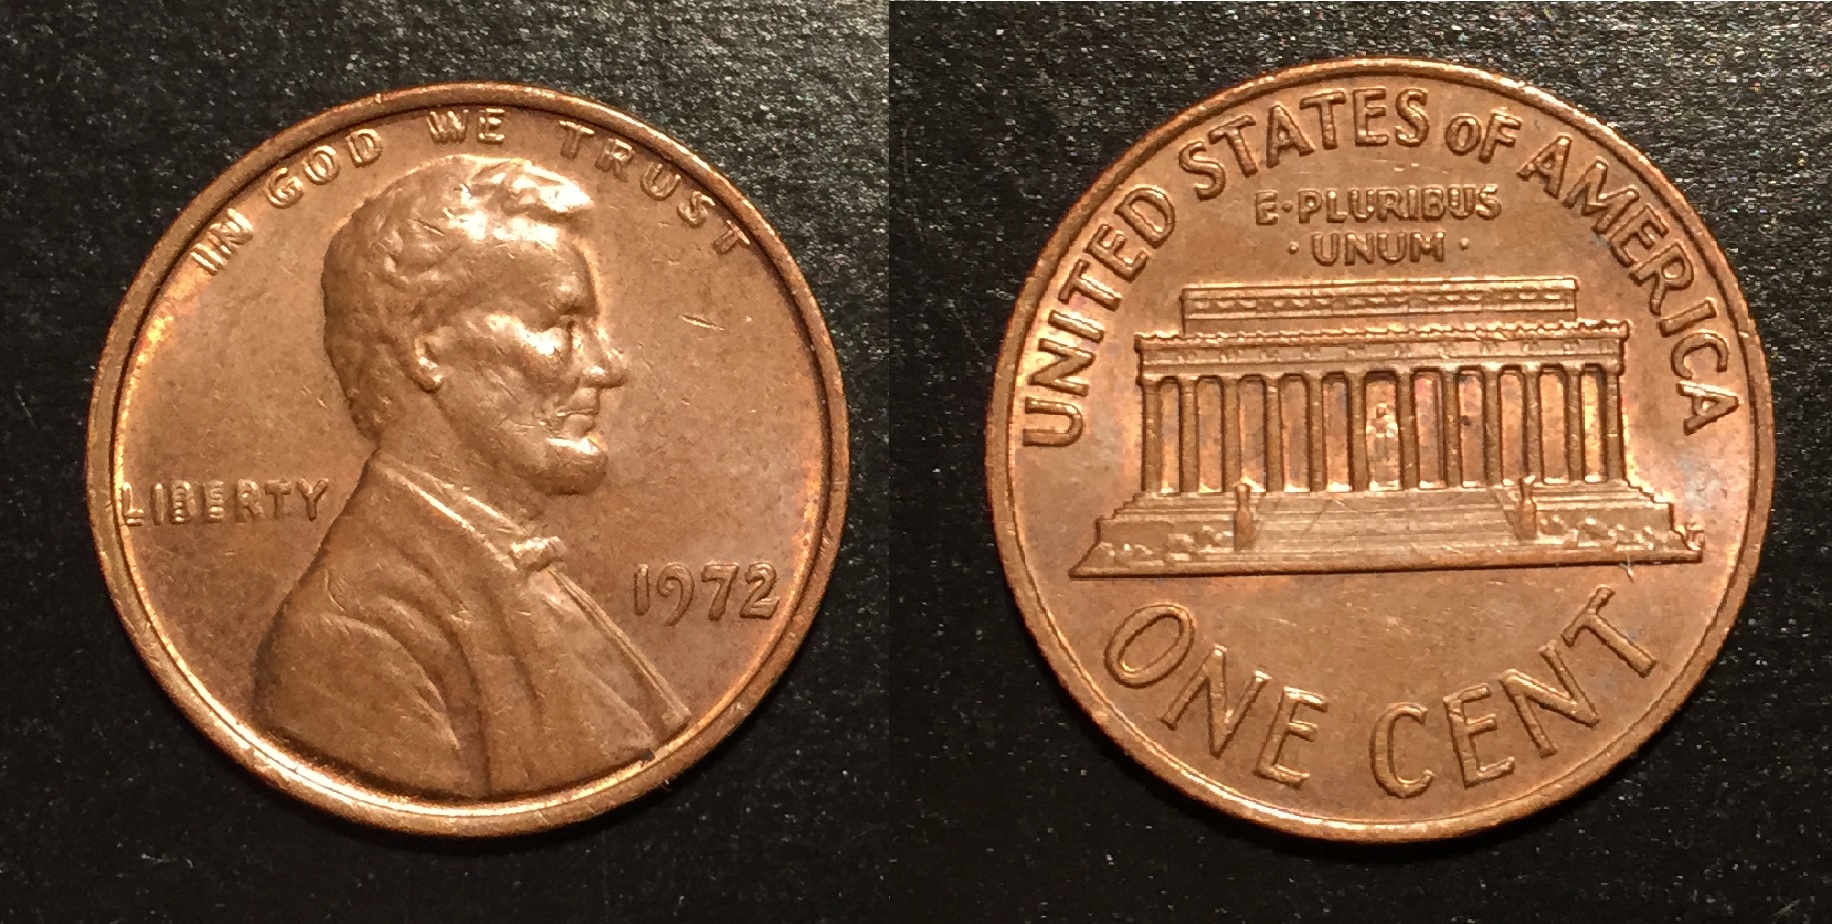 IN GOD WE TRUST
LIBERTY
1972
UNITED STATES OF AMERICA
E·PLURIBUS
·UNUM·
ONE CENT